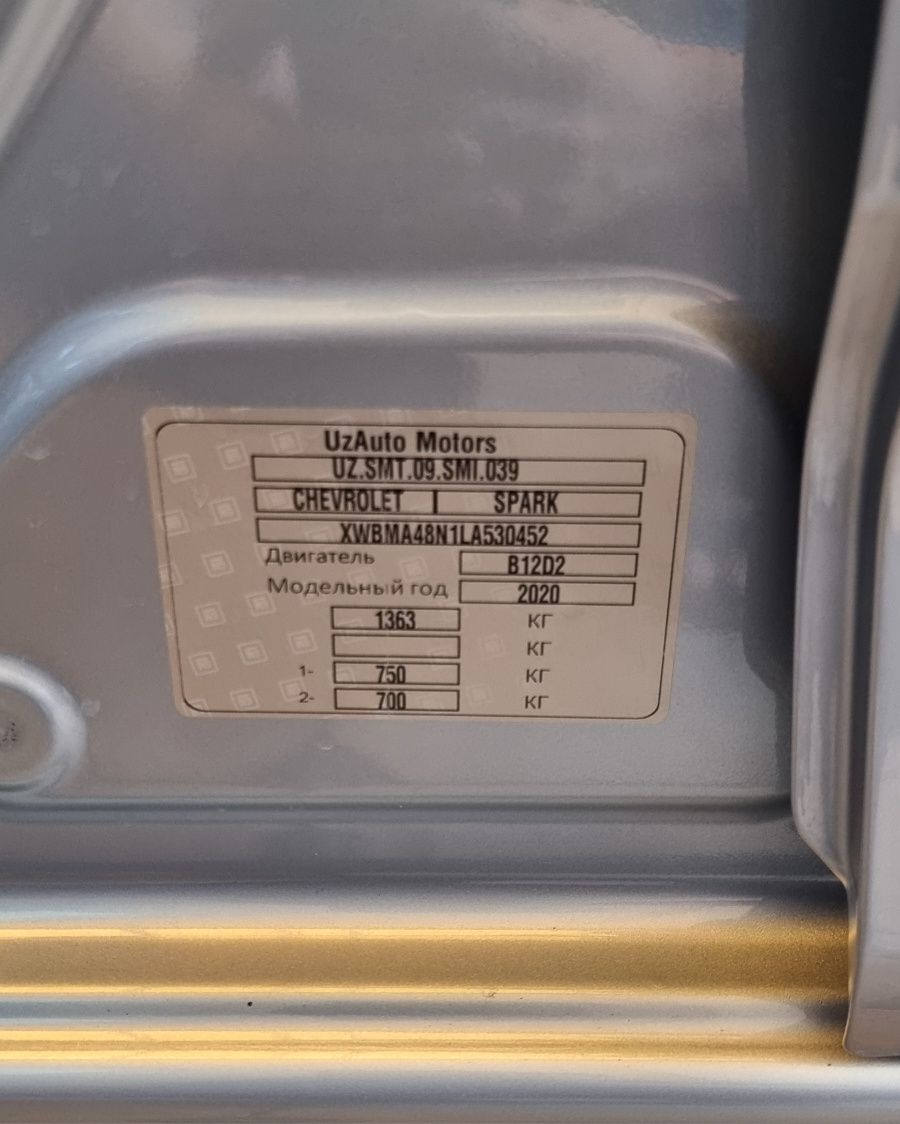 UzAuto Motors
UZ.SMT.09.SMI.039
CHEVROLET SPARK
XWBMA48N1LA530452
Двигатель B12D2
Модельный год 2020
1363 КГ
КГ
1- 750 КГ
2- 700 КГ